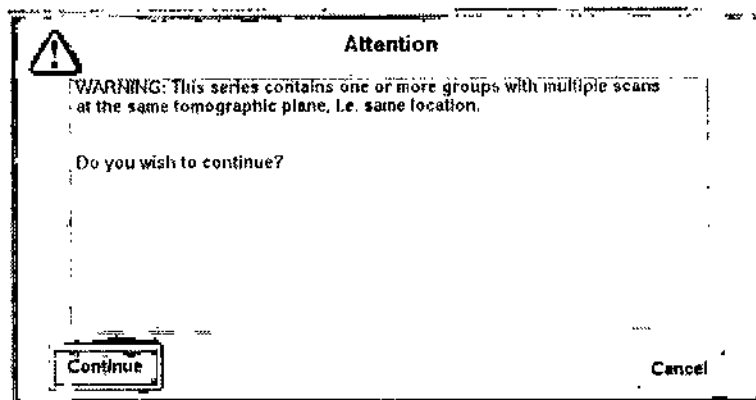 Attention
WARNING: This series contains one or more groups with multiple scans
at the same tomographic plane, i.e. same location.
Do you wish to continue?
Continue
Cancel